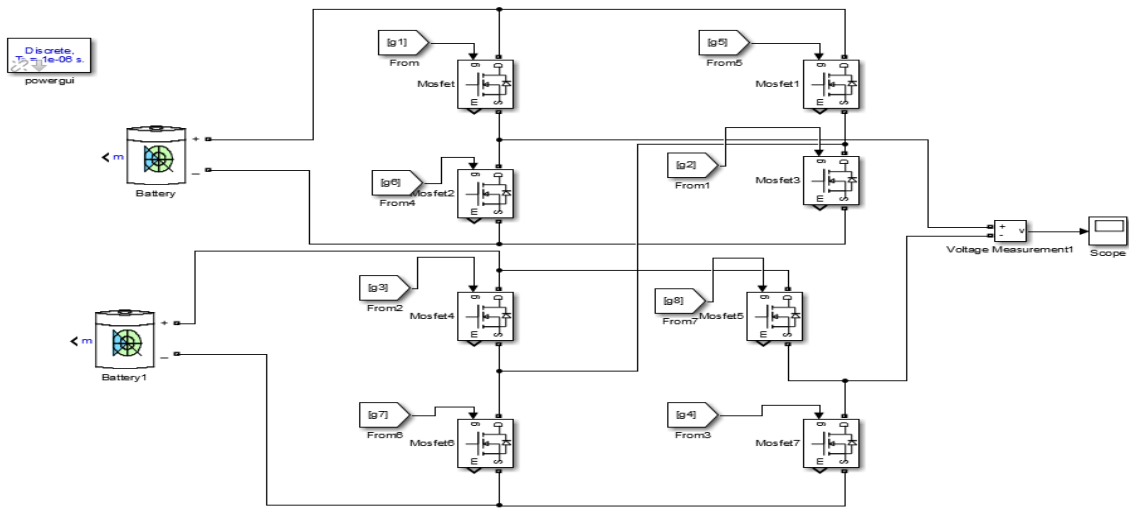 [g1]
From
[g5]
From5
Discrete,
powergui
Mosfet
Mosfet1
+
m
_
Battery
[g6]
From4
Mosfet2
[g2]
From1
Mosfet3
+
-
v
Voltage Measurement1
Scope
[g3]
From2
Mosfet4
[g8]
From7
Mosfet5
+
m
_
Battery1
[g7]
From6
Mosfet6
[g4]
From3
Mosfet7
g
D
m
S
g
D
m
S
g
D
m
S
g
D
m
S
g
D
m
S
g
D
m
S
g
D
m
S
g
D
m
S